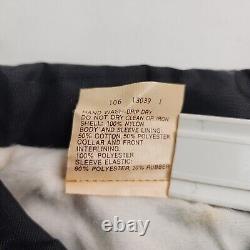 106 13039 1
HAND WASH-DRIP DRY
DO NOT DRY CLEAN OR IRON
SHELL: 100% NYLON
BODY AND SLEEVE LINING:
50% COTTON 50% POLYESTER
COLLAR AND FRONT
INTERLINING:
100% POLYESTER
SLEEVE ELASTIC:
80% POLYESTER 20% RUBBER